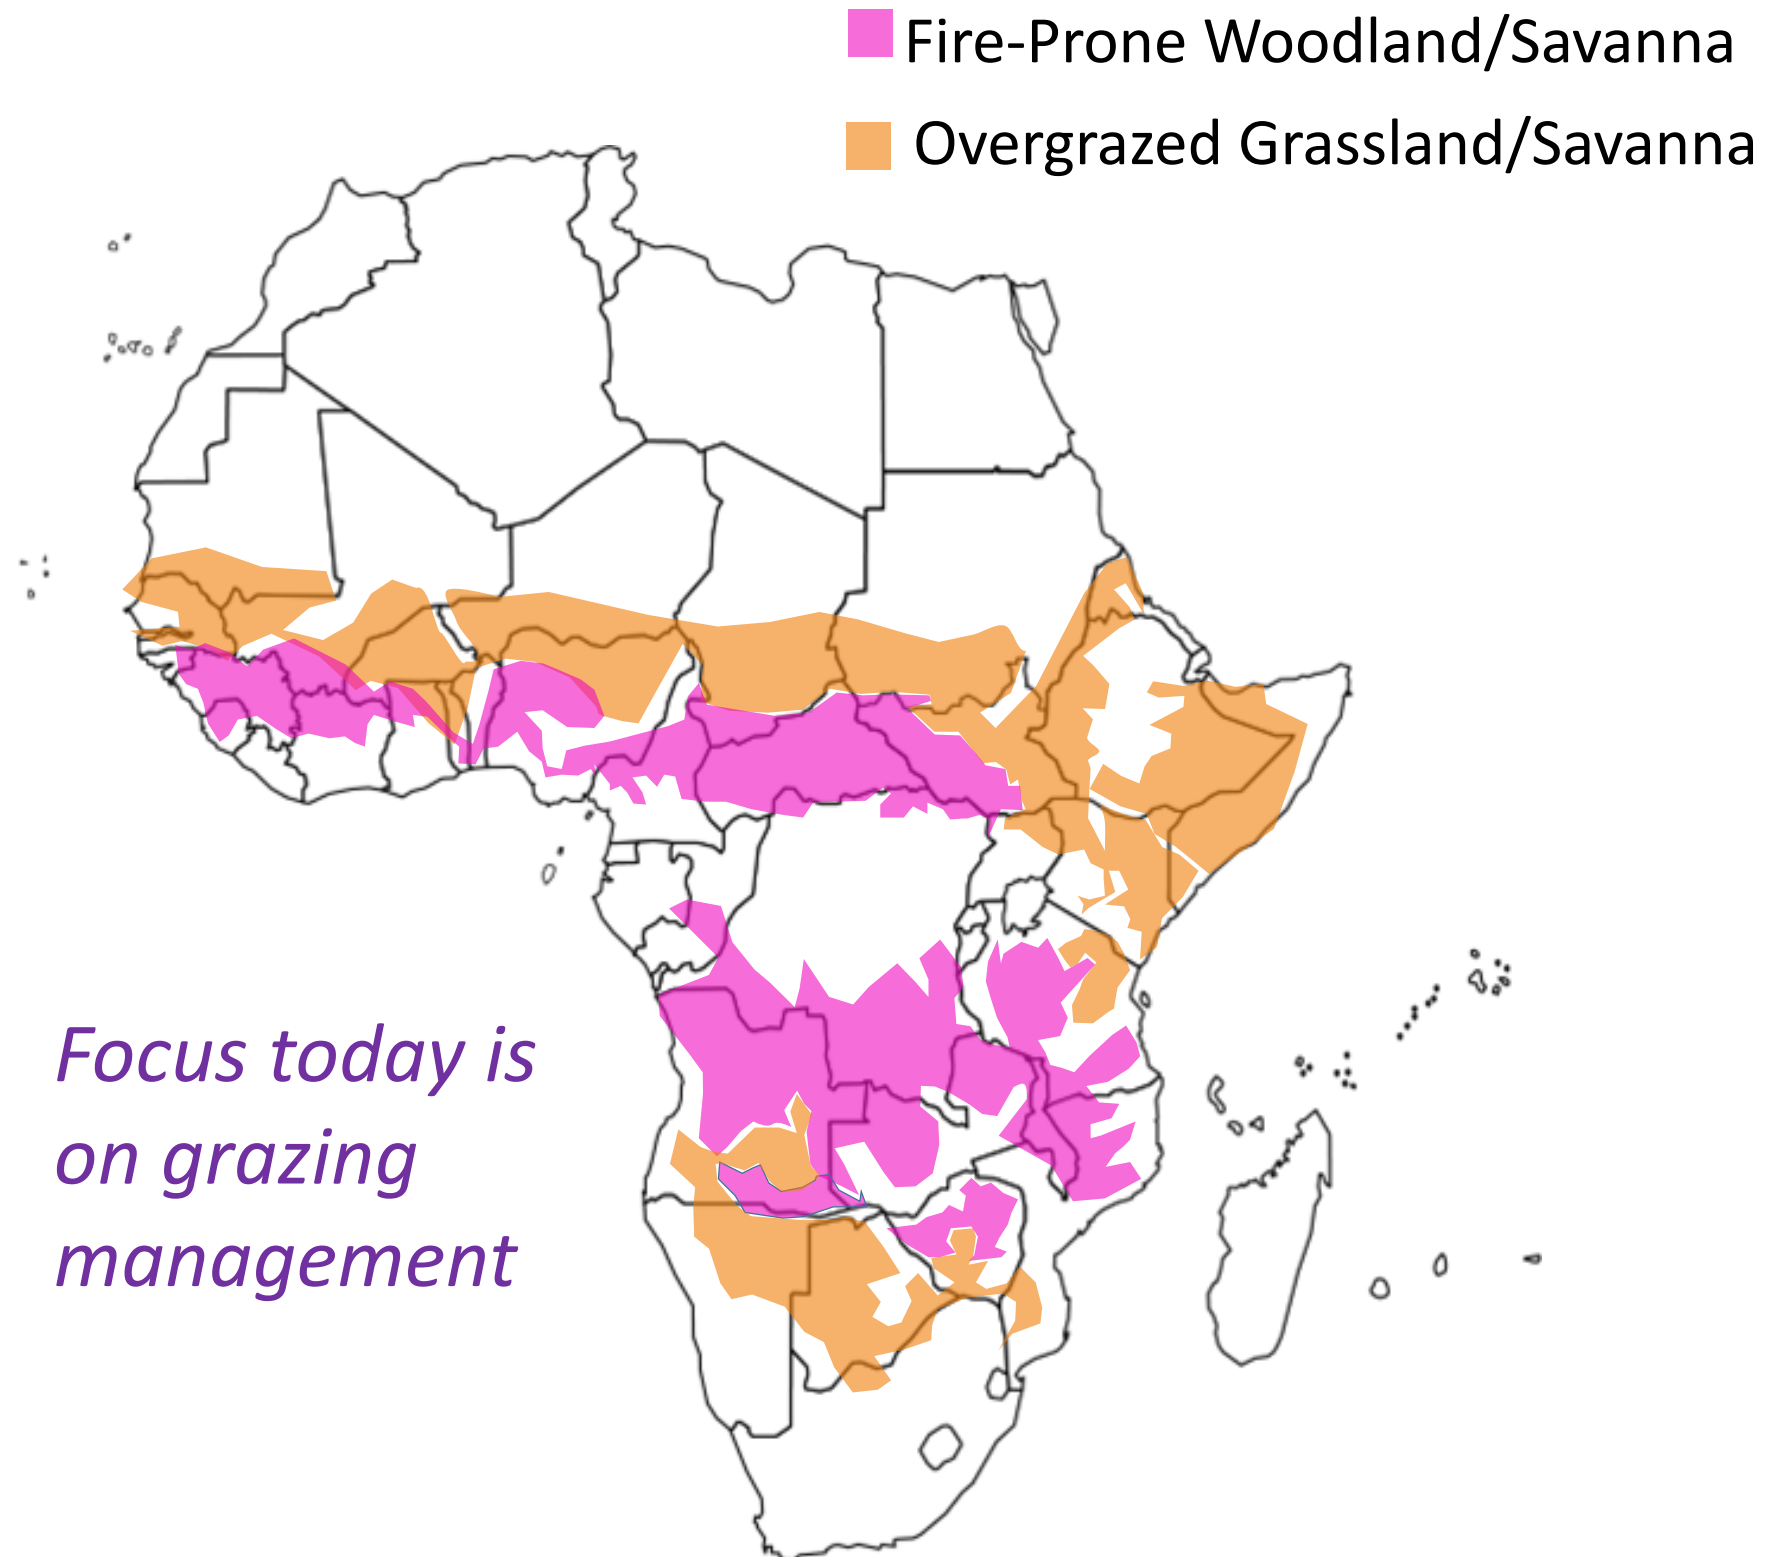 Fire-Prone Woodland/Savanna
Overgrazed Grassland/Savanna
Focus today is
on grazing
management